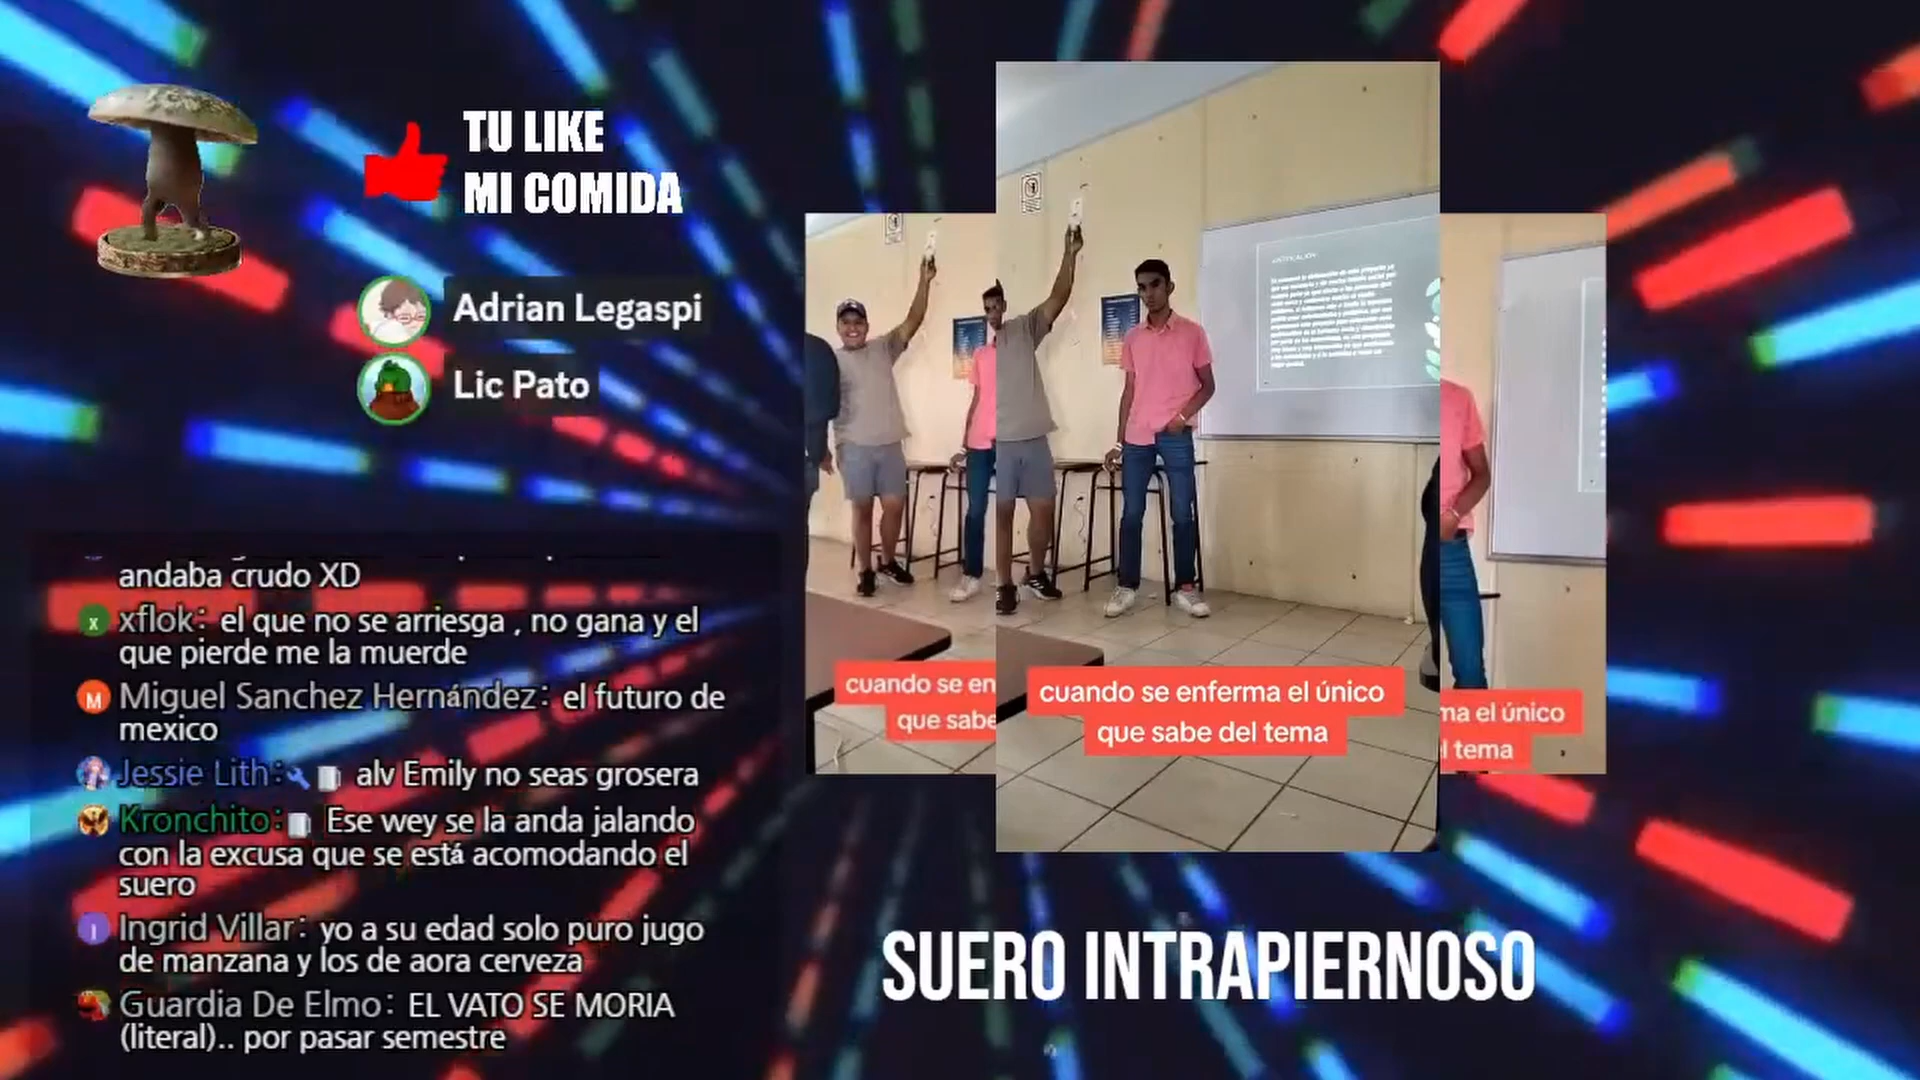 TU LIKE
MI COMIDA
Adrian Legaspi
Lic Pato
andaba crudo XD
x xflok: el que no se arriesga , no gana y el
que pierde me la muerde
M Miguel Sanchez Hernández: el futuro de
mexico
Jessie Lith: alv Emily no seas grosera
Kronchito: Ese wey se la anda jalando
con la excusa que se está acomodando el
suero
I Ingrid Villar: yo a su edad solo puro jugo
de manzana y los de aora cerveza
Guardia De Elmo: EL VATO SE MORIA
(literal).. por pasar semestre
cuando se en
que sabe
JUSTIFICACIÓN
cuando se enferma el único
que sabe del tema
ma el único
l tema
SUERO INTRAPIERNOSO